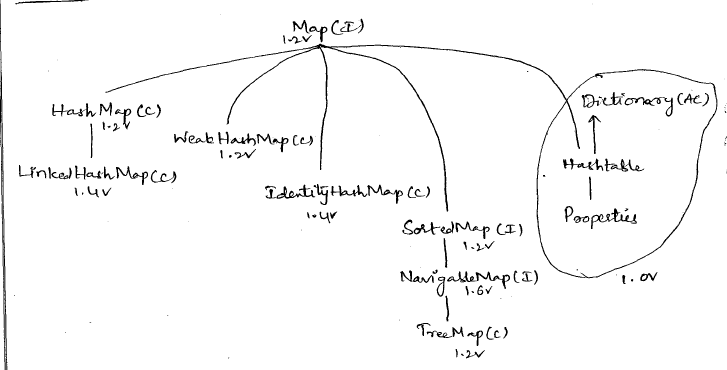 Map(I)
1.2v
HashMap(C)
1.2v
LinkedHashMap(C)
1.4v
WeakHashMap(C)
1.2v
IdentityHashMap(C)
1.4v
SortedMap(I)
1.2v
NavigableMap(I)
1.6v
TreeMap(C)
1.2v
Dictionary(AC)
Hashtable
Properties
1.0v